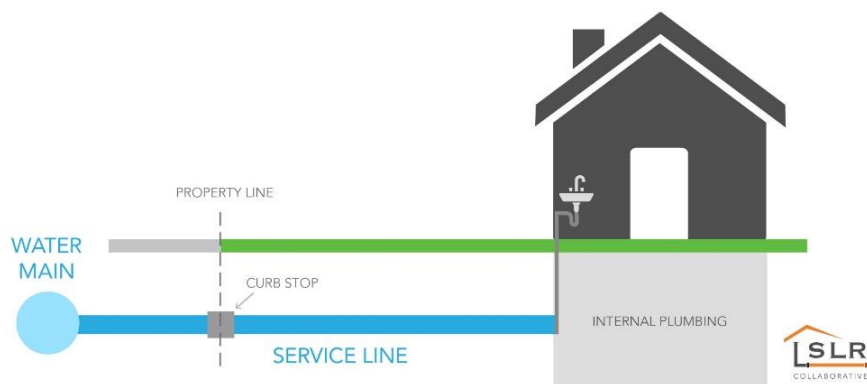 PROPERTY LINE
WATER
MAIN
CURB STOP
SERVICE LINE
INTERNAL PLUMBING
LSLR
COLLABORATIVE